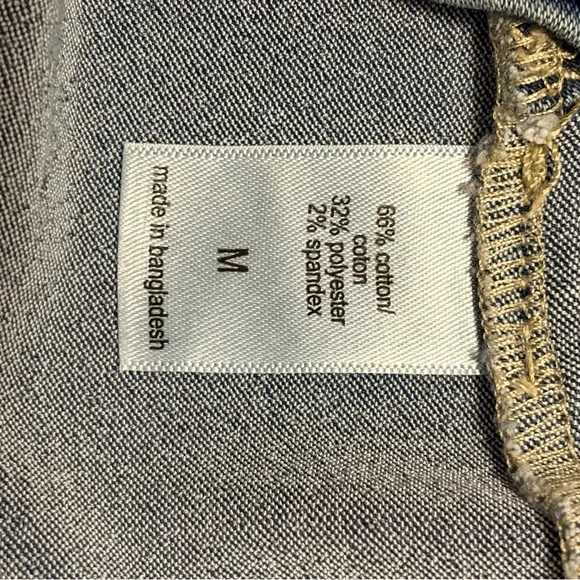 66% cotton/
coton
32% polyester
2% spandex
M
made in bangladesh